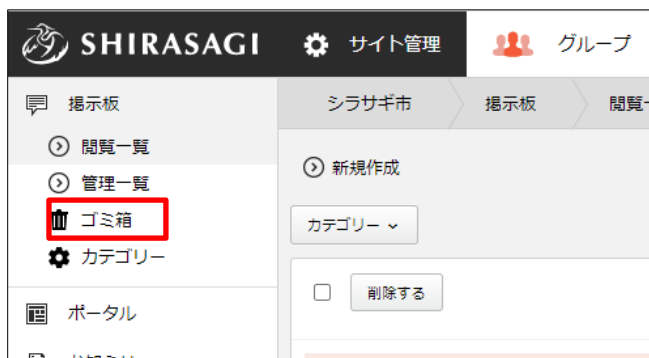 SHIRASAGI
サイト管理
グループ
掲示板
閲覧一覧
管理一覧
ゴミ箱
カテゴリー
ポータル
シラサギ市
掲示板
閲覧
新規作成
カテゴリー
削除する